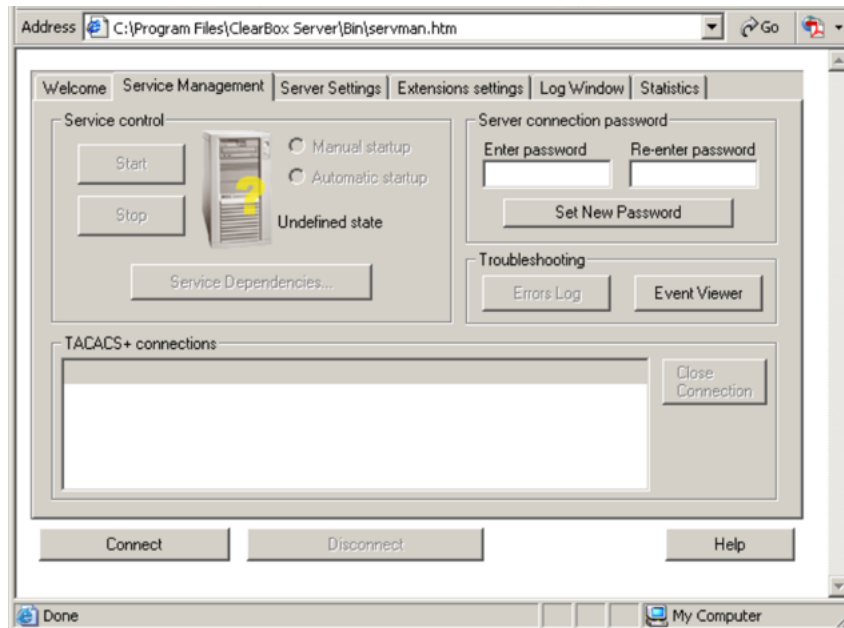 Address C:\Program Files\ClearBox Server\Bin\servman.htm Go
Welcome Service Management Server Settings Extensions settings Log Window Statistics
Service control
Start
Stop
Manual startup
Automatic startup
?
Undefined state
Service Dependencies...
Server connection password
Enter password Re-enter password
Set New Password
Troubleshooting
Errors Log Event Viewer
TACACS+ connections
Close
Connection
Connect Disconnect Help
Done My Computer